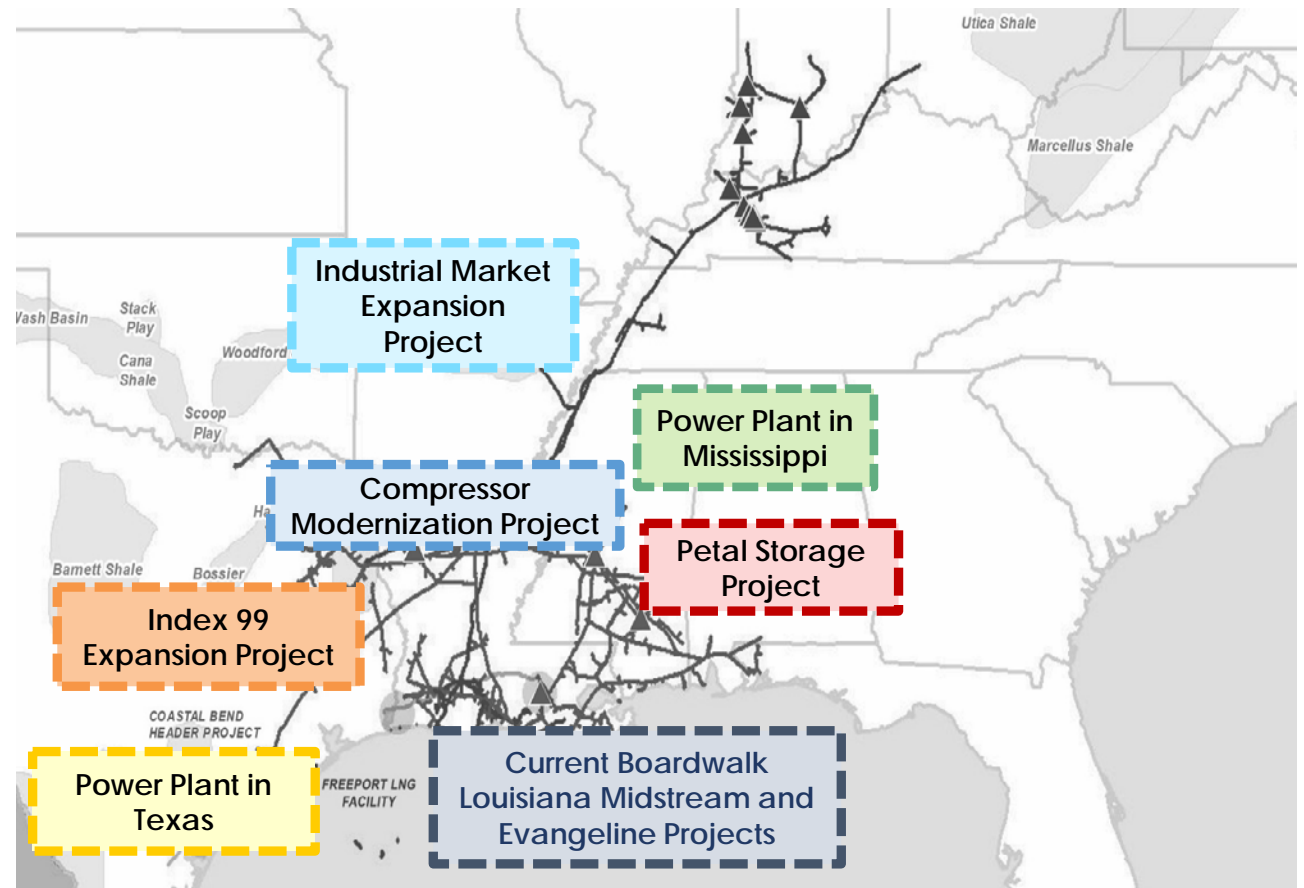 Utica Shale
Marcellus Shale
Industrial Market
Expansion
Project
Stack
Play
Cana
Shale
Woodford
Scoop
Play
Power Plant in
Mississippi
Compressor
Modernization Project
Petal Storage
Project
Barnett Shale
Bossier
Index 99
Expansion Project
COASTAL BEND
HEADER PROJECT
Power Plant in
Texas
FREEPORT LNG
FACILITY
Current Boardwalk
Louisiana Midstream and
Evangeline Projects